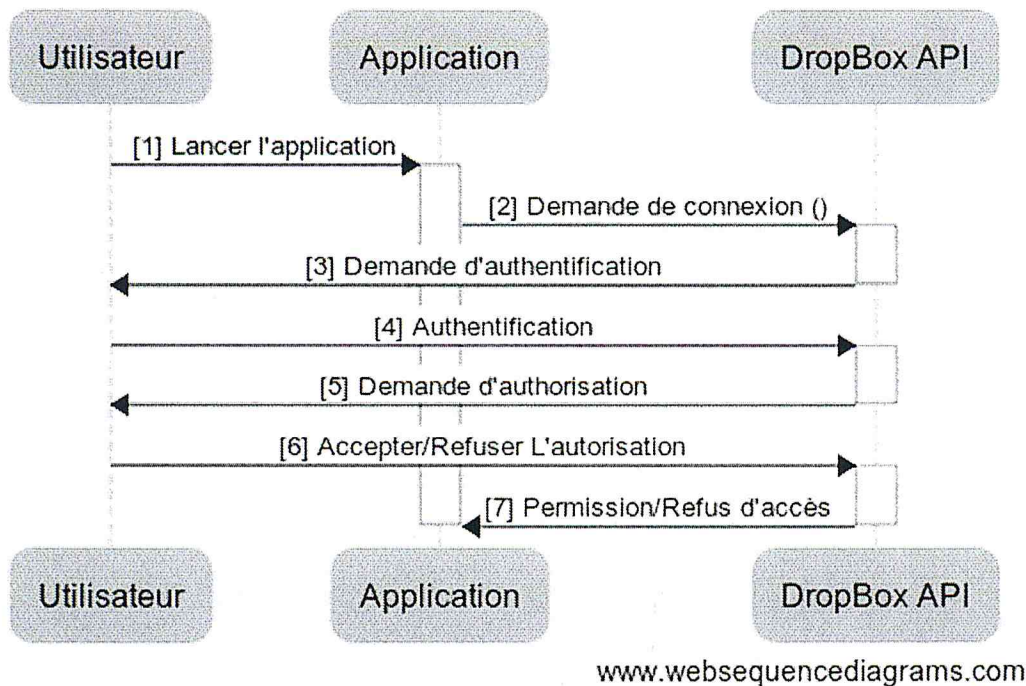 Utilisateur
Application
DropBox API
[1] Lancer l'application
[2] Demande de connexion ()
[3] Demande d'authentification
[4] Authentification
[5] Demande d'authorisation
[6] Accepter/Refuser L'autorisation
[7] Permission/Refus d'accès
Utilisateur
Application
DropBox API
www.websequencediagrams.com